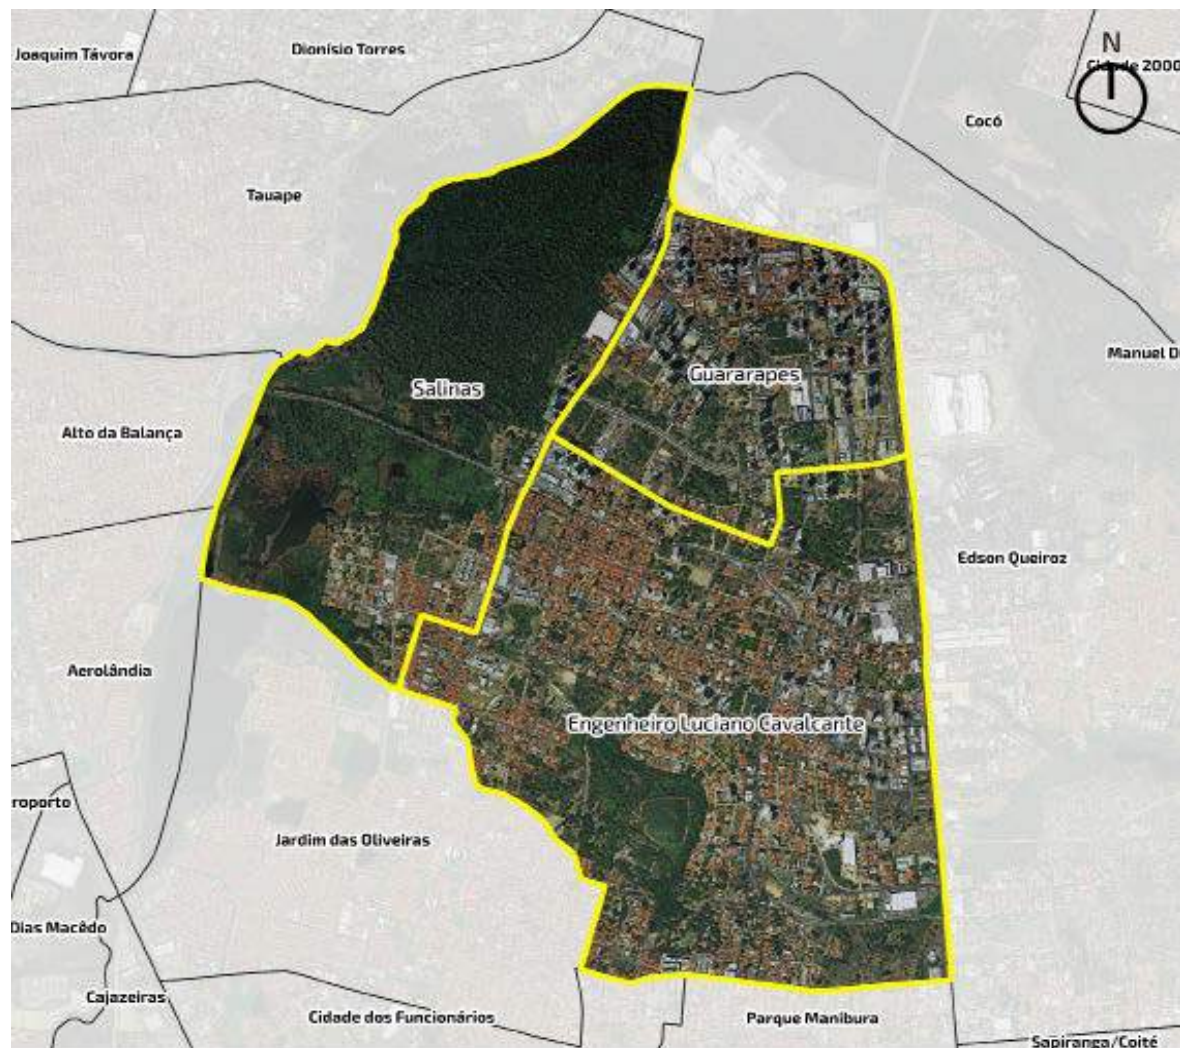 Joaquim Távora
Dionísio Torres
N
Cidade 2000
Cocó
Tauape
Manuel D
Guararapes
Salinas
Alto da Balança
Edson Queiroz
Aerolândia
Engenheiro Luciano Cavalcante
roporto
Jardim das Oliveiras
Dias Macêdo
Cajazeiras
Cidade dos Funcionários
Parque Manibura
Sapiranga/Coité